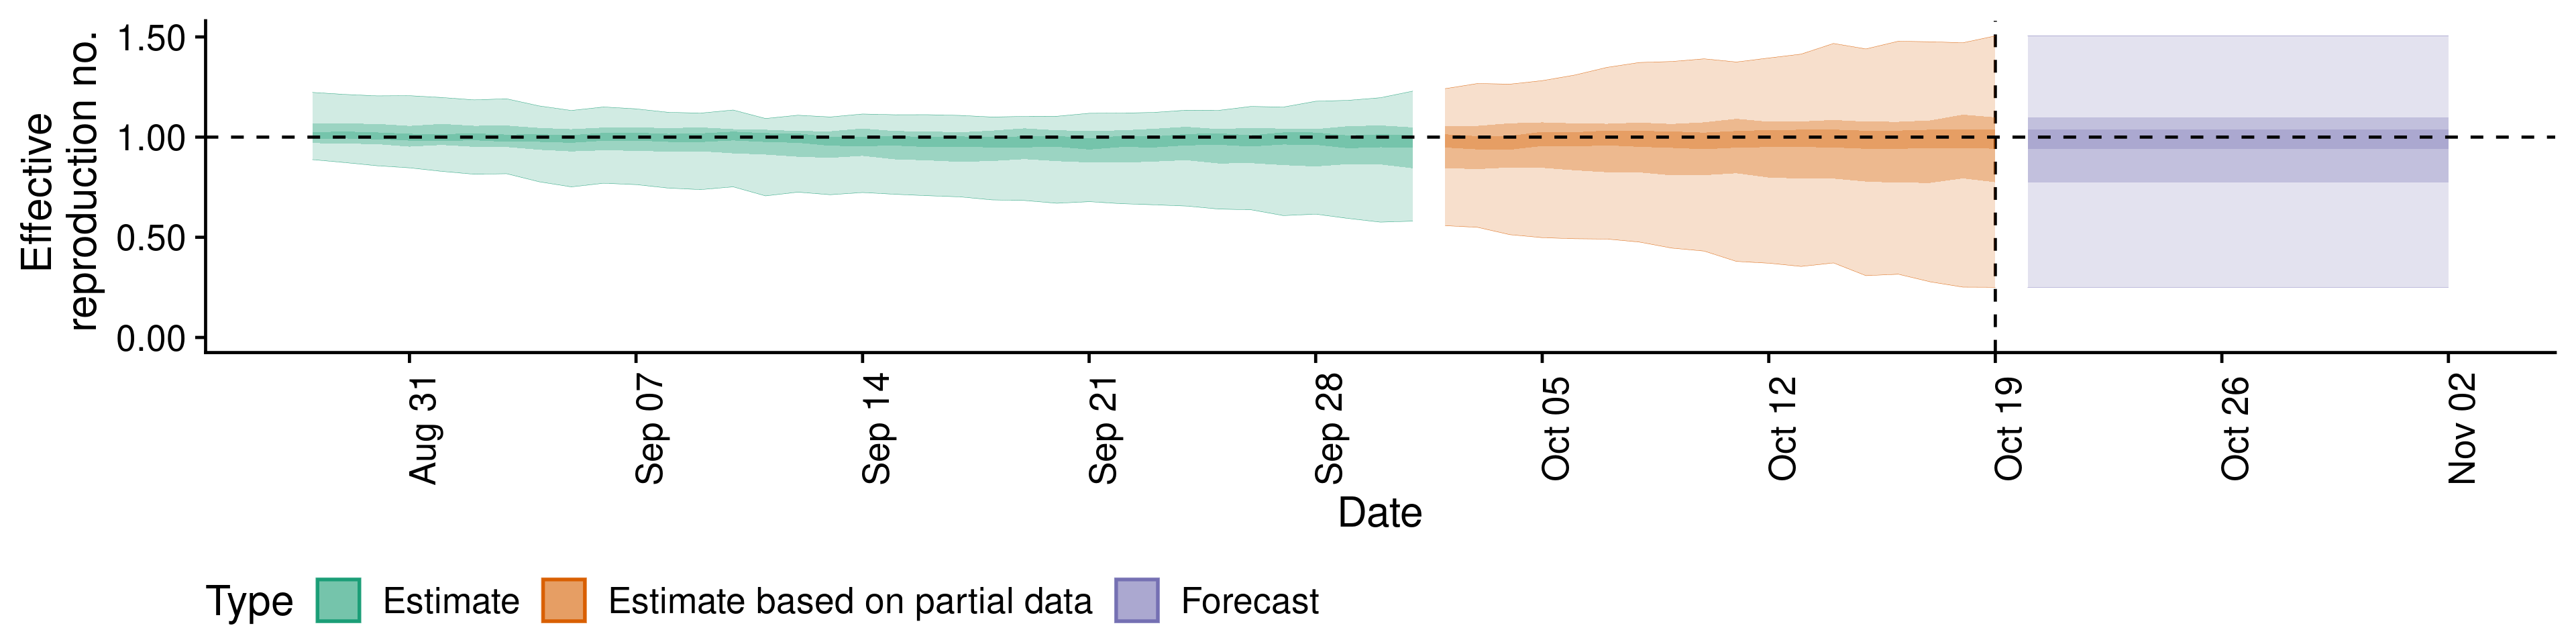 Effective
reproduction no.
1.50
1.00
0.50
0.00
Aug 31
Sep 07
Sep 14
Sep 21
Sep 28
Oct 05
Oct 12
Oct 19
Oct 26
Nov 02
Date
Type Estimate Estimate based on partial data Forecast